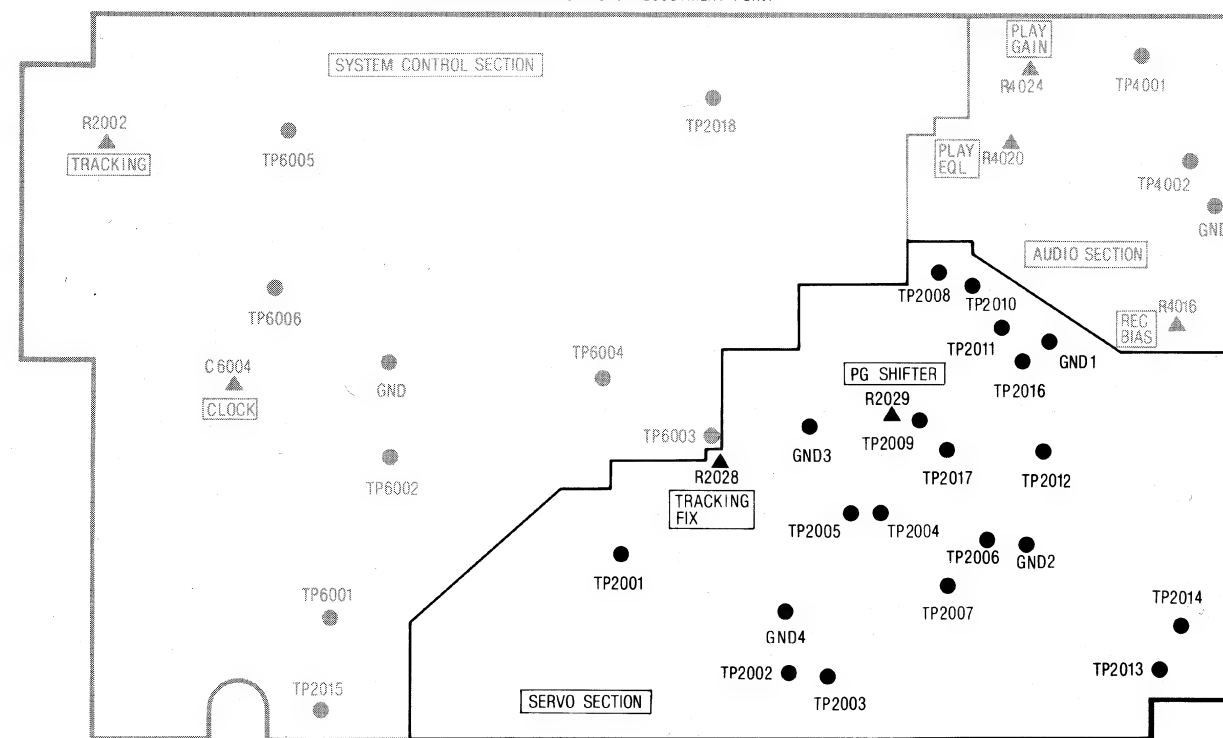 PLAY
GAIN
SYSTEM CONTROL SECTION
R4024
TP4001
TP2018
R2002
TP6005
TRACKING
PLAY
EQL
R4020
TP4002
GND
AUDIO SECTION
TP2008
TP2010
R4016
TP6006
REC
BIAS
TP2011
GND1
TP6004
C6004
GND
TP2016
PG SHIFTER
CLOCK
R2029
TP6003
GND3
TP2009
TP2017
TP2012
R2028
TP6002
TRACKING
FIX
TP2005
TP2004
TP2006
GND2
TP2001
TP6001
TP2007
TP2014
GND4
TP2002
TP2013
TP2015
SERVO SECTION
TP2003